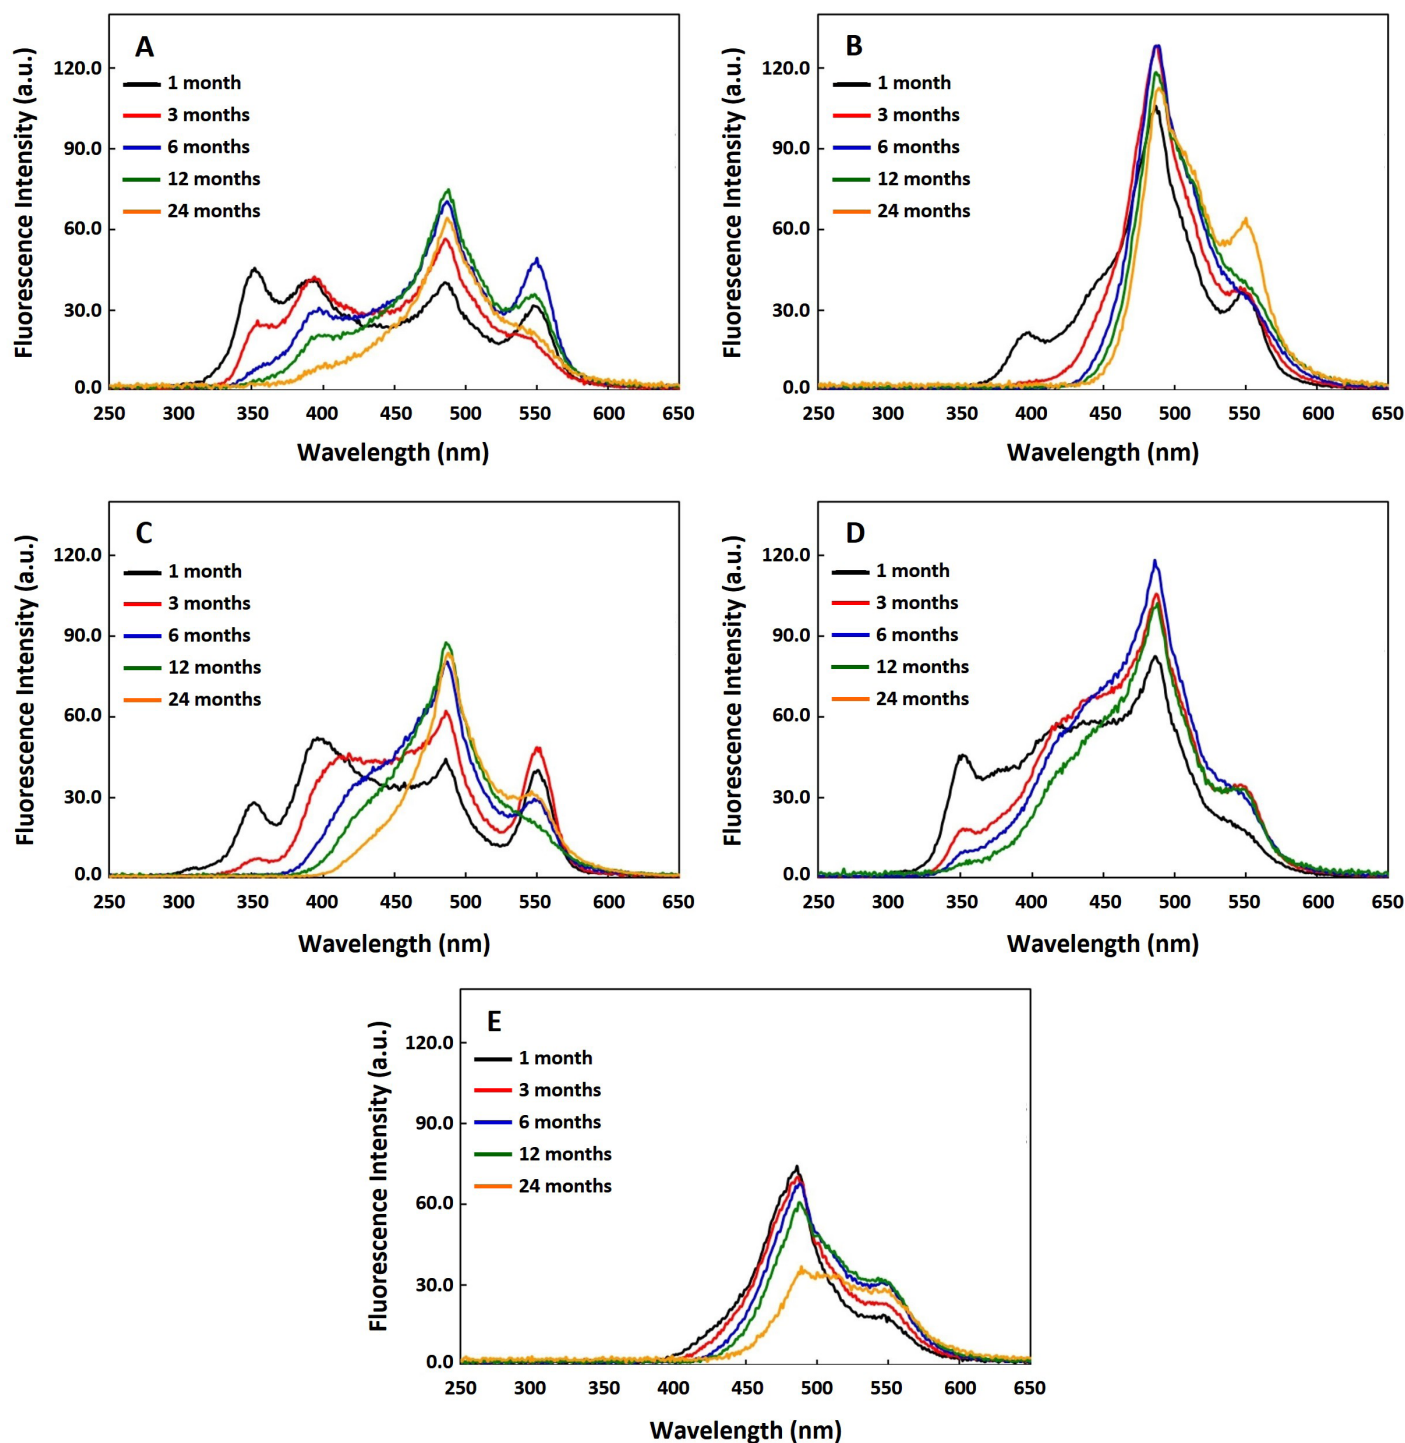 A
Fluorescence Intensity (a.u.)
120.0
90.0
60.0
30.0
0.0
1 month
3 months
6 months
12 months
24 months
250 300 350 400 450 500 550 600 650
Wavelength (nm)
B
Fluorescence Intensity (a.u.)
120.0
90.0
60.0
30.0
0.0
1 month
3 months
6 months
12 months
24 months
250 300 350 400 450 500 550 600 650
Wavelength (nm)
C
Fluorescence Intensity (a.u.)
120.0
90.0
60.0
30.0
0.0
1 month
3 months
6 months
12 months
24 months
250 300 350 400 450 500 550 600 650
Wavelength (nm)
D
Fluorescence Intensity (a.u.)
120.0
90.0
60.0
30.0
0.0
1 month
3 months
6 months
12 months
24 months
250 300 350 400 450 500 550 600 650
Wavelength (nm)
E
Fluorescence Intensity (a.u.)
120.0
90.0
60.0
30.0
0.0
1 month
3 months
6 months
12 months
24 months
250 300 350 400 450 500 550 600 650
Wavelength (nm)